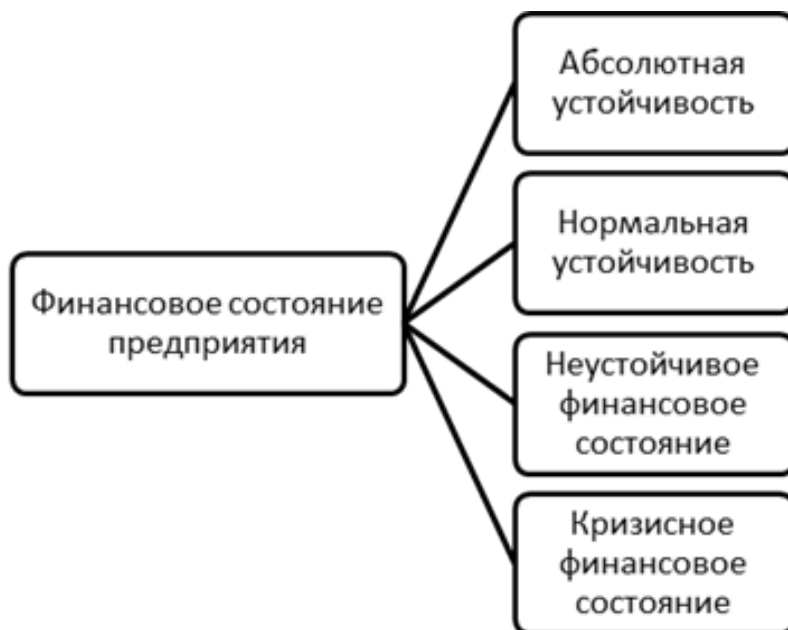 Абсолютная
устойчивость
Нормальная
устойчивость
Финансовое состояние
предприятия
Неустойчивое
финансовое
состояние
Кризисное
финансовое
состояние